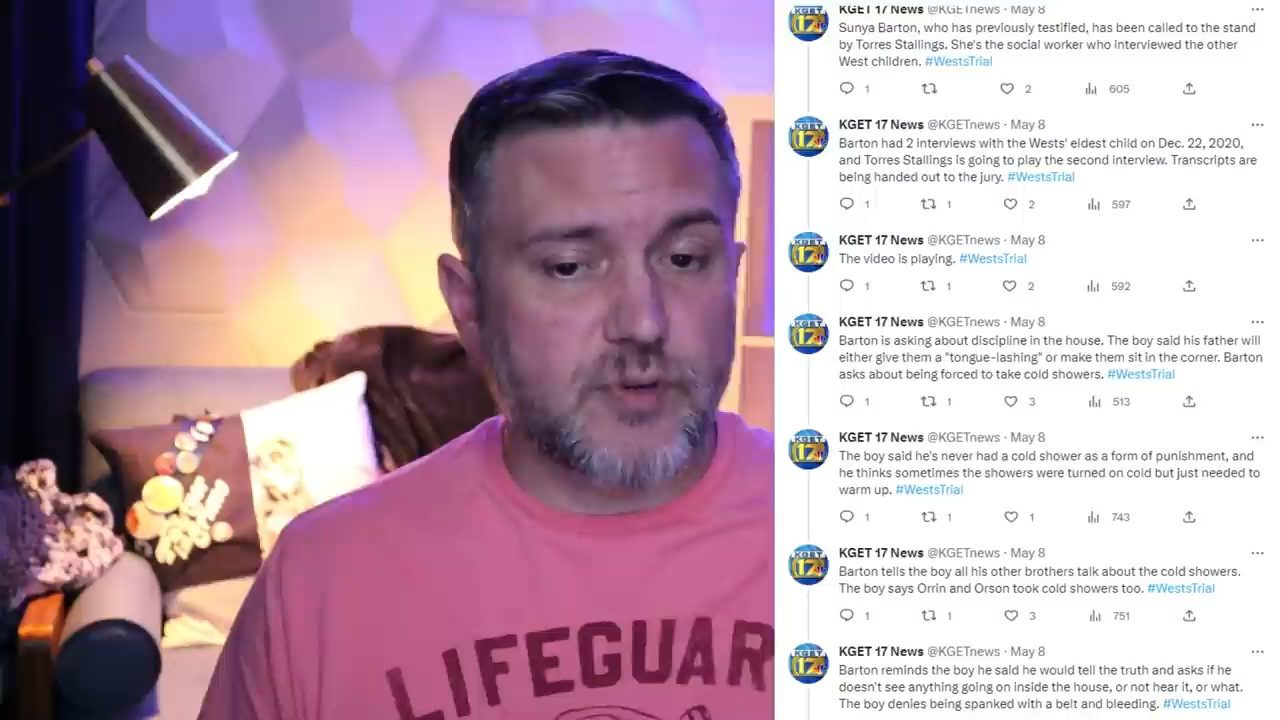 KGET 17 News @KGETnews · May 8
Sunya Barton, who has previously testified, has been called to the stand
by Torres Stallings. She's the social worker who interviewed the other
West children. #WestsTrial
1 2 605
KGET 17 News @KGETnews · May 8
Barton had 2 interviews with the Wests' eldest child on Dec. 22, 2020,
and Torres Stallings is going to play the second interview. Transcripts are
being handed out to the jury. #WestsTrial
1 1 2 597
KGET 17 News @KGETnews · May 8
The video is playing. #WestsTrial
1 1 2 592
KGET 17 News @KGETnews · May 8
Barton is asking about discipline in the house. The boy said his father will
either give them a "tongue-lashing" or make them sit in the corner. Barton
asks about being forced to take cold showers. #WestsTrial
1 1 3 513
KGET 17 News @KGETnews · May 8
The boy said he's never had a cold shower as a form of punishment, and
he thinks sometimes the showers were turned on cold but just needed to
warm up. #WestsTrial
1 1 1 743
KGET 17 News @KGETnews · May 8
Barton tells the boy all his other brothers talk about the cold showers.
The boy says Orrin and Orson took cold showers too. #WestsTrial
1 1 3 751
KGET 17 News @KGETnews · May 8
Barton reminds the boy he said he would tell the truth and asks if he
doesn't see anything going on inside the house, or not hear it, or what.
The boy denies being spanked with a belt and bleeding. #WestsTrial
LIFEGUAR